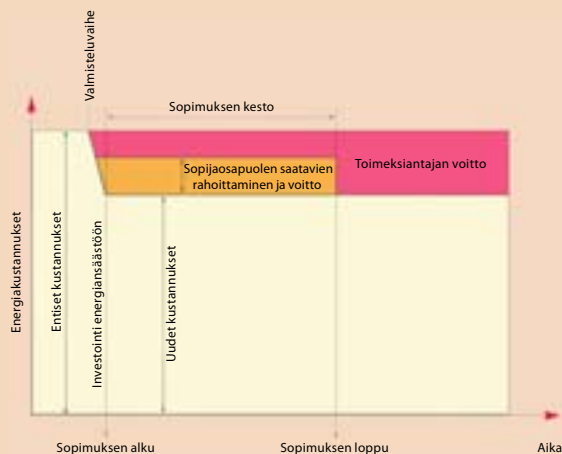 Valmisteluvaihe
Sopimuksen kesto
Sopijaosapuolen saatavien
rahoittaminen ja voitto
Toimeksiantajan voitto
Energiakustannukset
Entiset kustannukset
Investointi energiansäästöön
Uudet kustannukset
Sopimuksen alku
Sopimuksen loppu
Aika